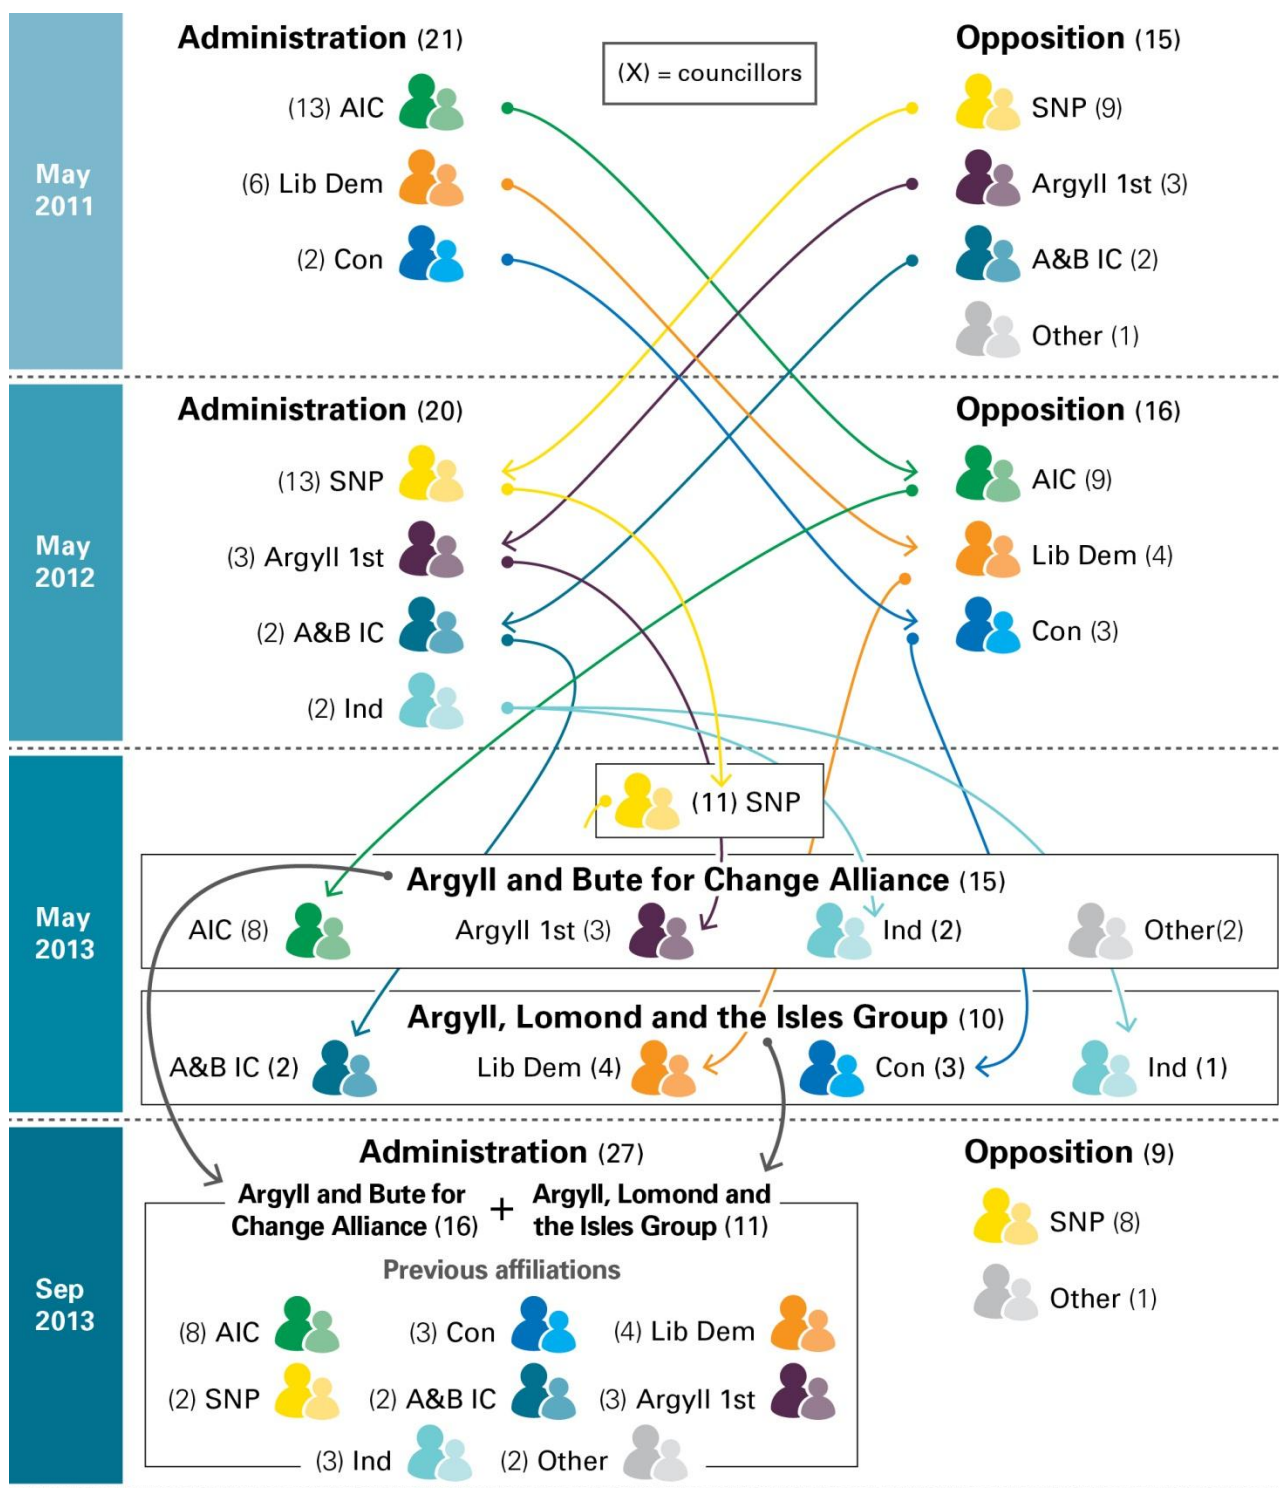 Administration (21)
Opposition (15)
(X) = councillors
May
2011
(13) AIC
(6) Lib Dem
(2) Con
SNP (9)
Argyll 1st (3)
A&B IC (2)
Other (1)
Administration (20)
Opposition (16)
May
2012
(13) SNP
(3) Argyll 1st
(2) A&B IC
(2) Ind
AIC (9)
Lib Dem (4)
Con (3)
May
2013
(11) SNP
Argyll and Bute for Change Alliance (15)
AIC (8)
Argyll 1st (3)
Ind (2)
Other(2)
Argyll, Lomond and the Isles Group (10)
A&B IC (2)
Lib Dem (4)
Con (3)
Ind (1)
Sep
2013
Administration (27)
Opposition (9)
Argyll and Bute for
Change Alliance (16)
+
Argyll, Lomond and
the Isles Group (11)
Previous affiliations
(8) AIC
(3) Con
(4) Lib Dem
(2) SNP
(2) A&B IC
(3) Argyll 1st
(3) Ind
(2) Other
SNP (8)
Other (1)